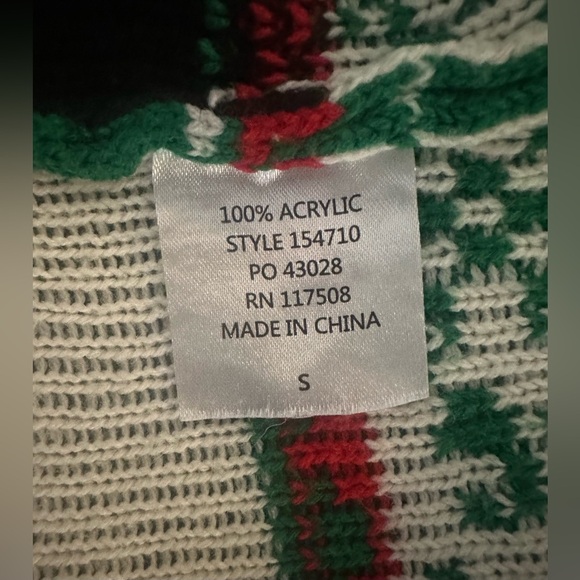 100% ACRYLIC
STYLE 154710
PO 43028
RN 117508
MADE IN CHINA
S